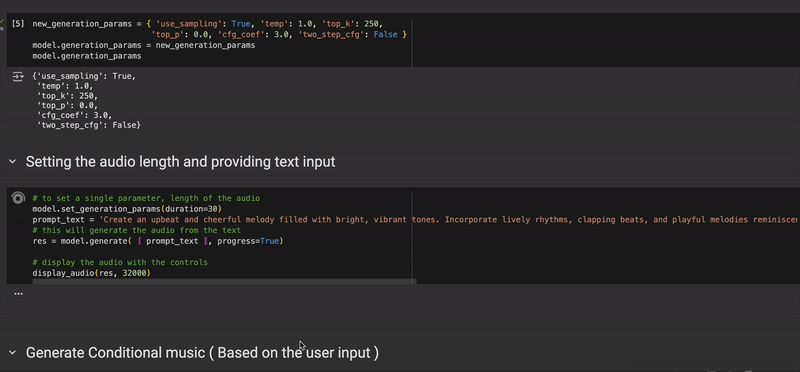 [5] new_generation_params = { 'use_sampling': True, 'temp': 1.0, 'top_k': 250,
'top_p': 0.0, 'cfg_coef': 3.0, 'two_step_cfg': False }
model.generation_params = new_generation_params
model.generation_params
{'use_sampling': True,
'temp': 1.0,
'top_k': 250,
'top_p': 0.0,
'cfg_coef': 3.0,
'two_step_cfg': False}
Setting the audio length and providing text input
# to set a single parameter, length of the audio
model.set_generation_params(duration=30)
prompt_text = 'Create an upbeat and cheerful melody filled with bright, vibrant tones. Incorporate lively rhythms, clapping beats, and playful melodies reminiscen
# this will generate the audio from the text
res = model.generate( [ prompt_text ], progress=True)
# display the audio with the controls
display_audio(res, 32000)
...
Generate Conditional music ( Based on the user input )